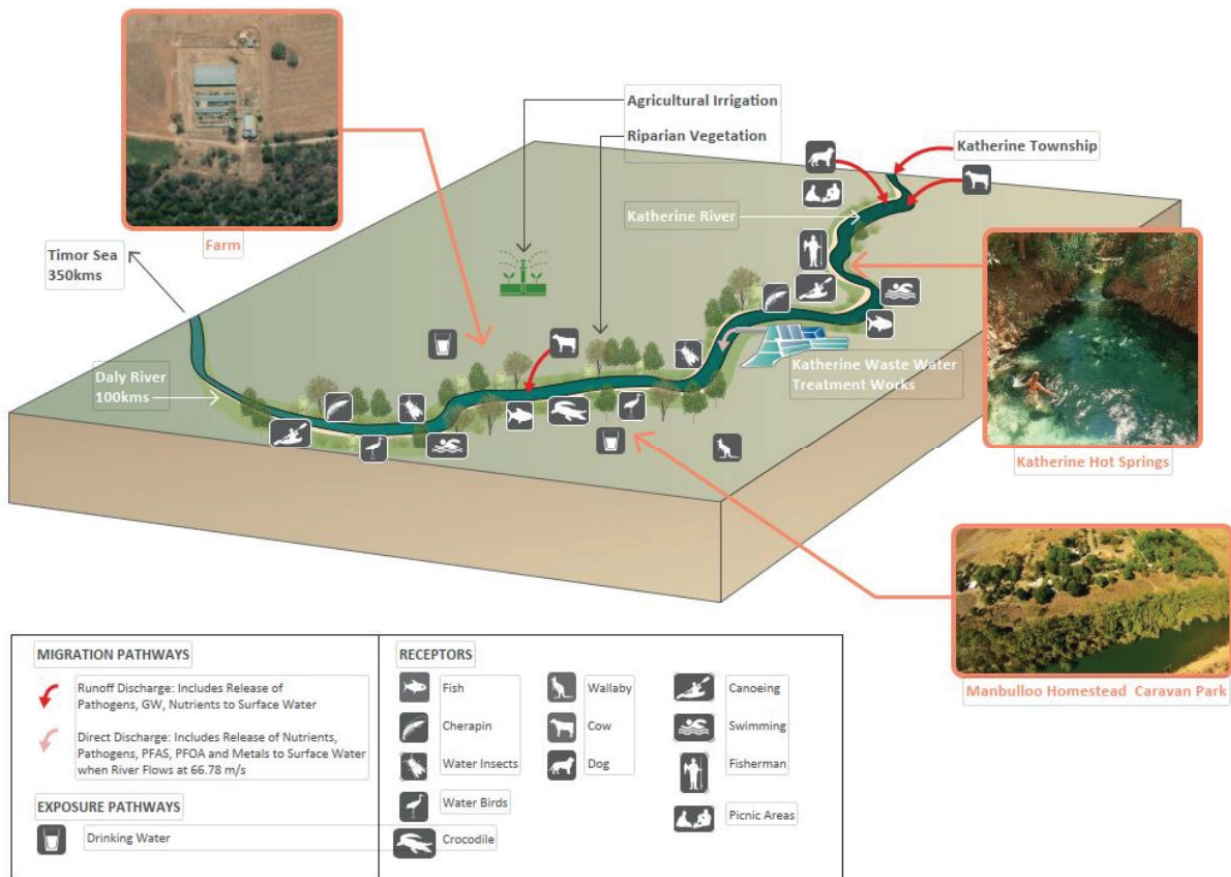 Agricultural Irrigation
Riparian Vegetation
Katherine Township
Katherine River
Farm
Timor Sea
350kms
Daly River
100kms
Katherine Waste Water
Treatment Works
Katherine Hot Springs
Manbulloo Homestead Caravan Park
MIGRATION PATHWAYS
Runoff Discharge: Includes Release of
Pathogens, GW, Nutrients to Surface Water
Direct Discharge: Includes Release of Nutrients,
Pathogens, PFAS, PFOA and Metals to Surface Water
when River Flows at 66.78 m/s
EXPOSURE PATHWAYS
Drinking Water
RECEPTORS
Fish
Cherapin
Water Insects
Water Birds
Crocodile
Wallaby
Cow
Dog
Canoeing
Swimming
Fisherman
Picnic Areas